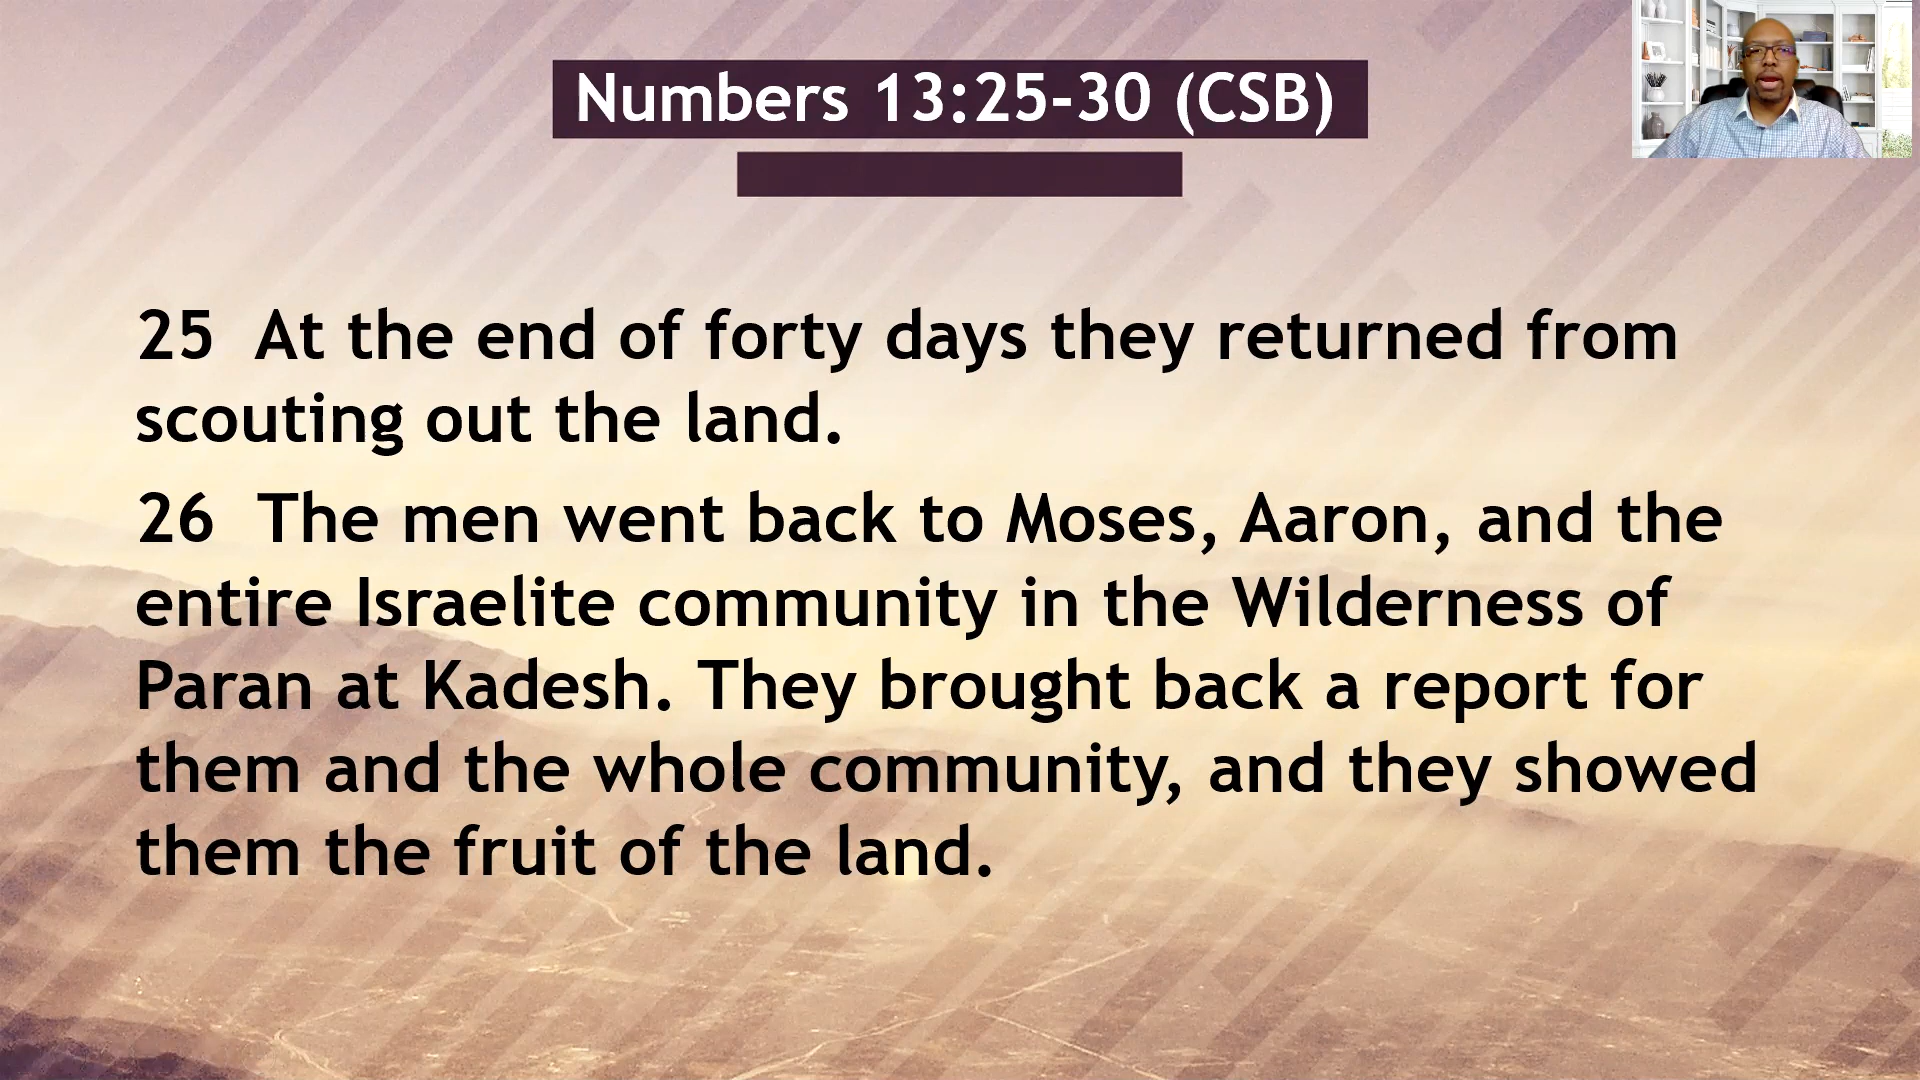 Numbers 13:25-30 (CSB)
25 At the end of forty days they returned from
scouting out the land.
26 The men went back to Moses, Aaron, and the
entire Israelite community in the Wilderness of
Paran at Kadesh. They brought back a report for
them and the whole community, and they showed
them the fruit of the land.